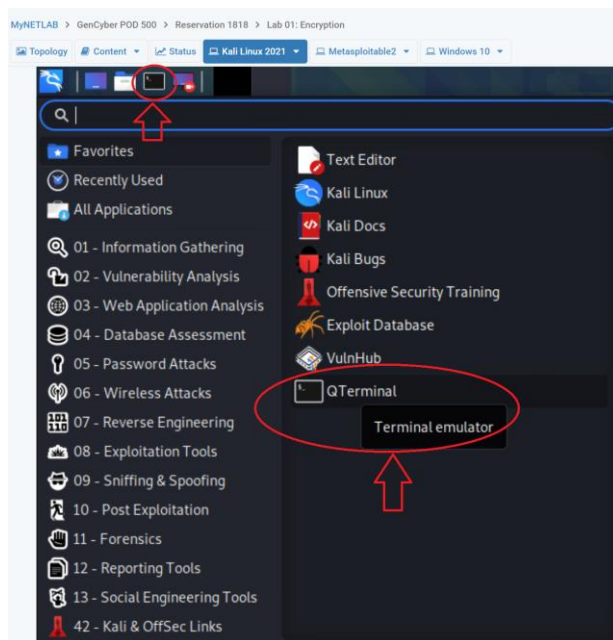 MyNETLAB > GenCyber POD 500 > Reservation 1818 > Lab 01: Encryption
Topology Content Status Kali Linux 2021 Metasploitable2 Windows 10
Favorites
Recently Used
All Applications
01 - Information Gathering
02 - Vulnerability Analysis
03 - Web Application Analysis
04 - Database Assessment
05 - Password Attacks
06 - Wireless Attacks
07 - Reverse Engineering
08 - Exploitation Tools
09 - Sniffing & Spoofing
10 - Post Exploitation
11 - Forensics
12 - Reporting Tools
13 - Social Engineering Tools
42 - Kali & OffSec Links
Text Editor
Kali Linux
Kali Docs
Kali Bugs
Offensive Security Training
Exploit Database
VulnHub
QTerminal
Terminal emulator